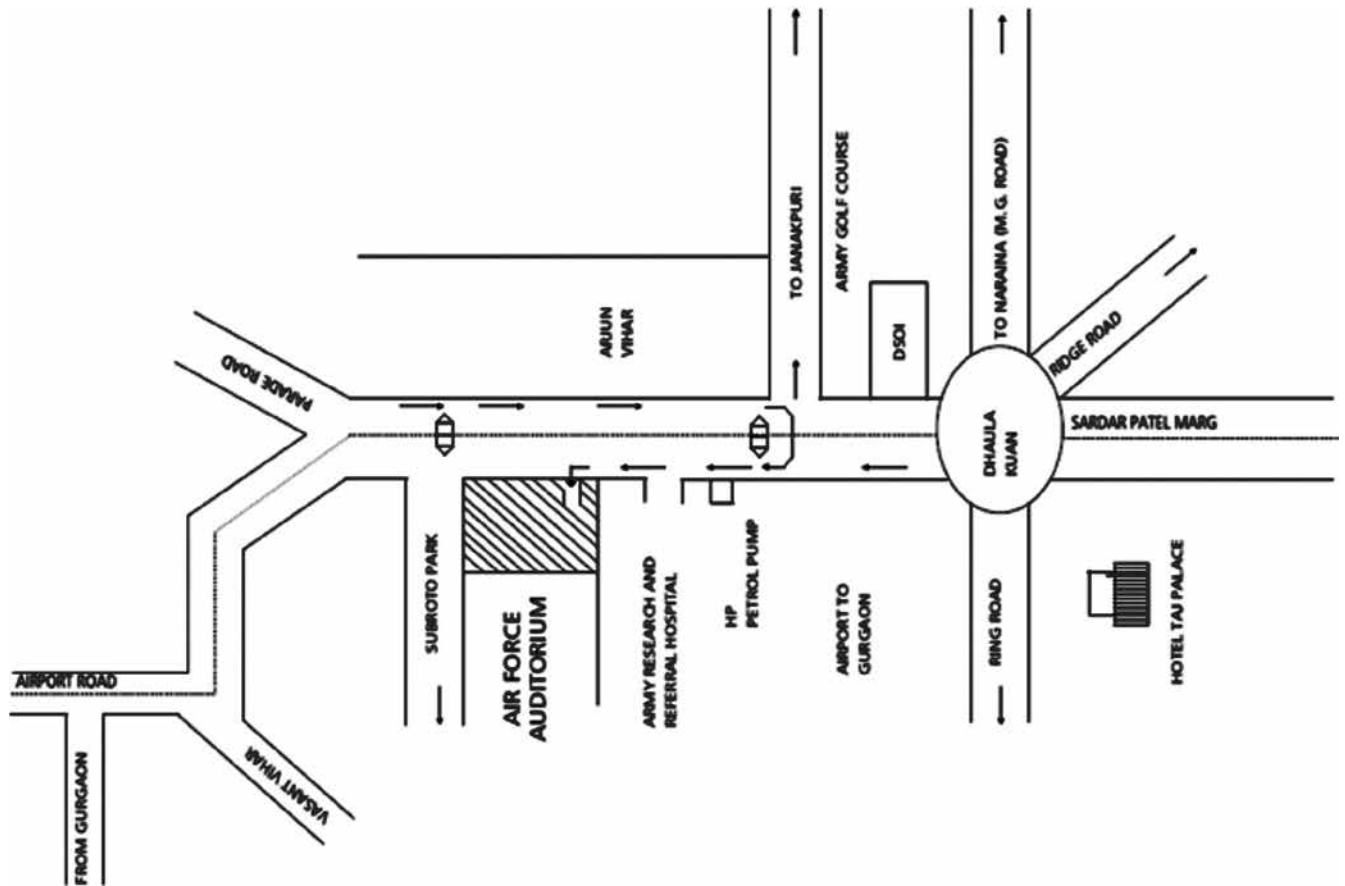 TO JANAKPURI
ARMY GOLF COURSE
TO NARAINA (M. G. ROAD)
ARJUN
VIHAR
DSOI
PARADE ROAD
RIDGE ROAD
SARDAR PATEL MARG
DHAULA
KUAN
SUBROTO PARK
AIR FORCE
AUDITORIUM
ARMY RESEARCH AND
REFERRAL HOSPITAL
HP
PETROL PUMP
AIRPORT TO
GURGAON
RING ROAD
HOTEL TAJ PALACE
AIRPORT ROAD
VASANT VIHAR
FROM GURGAON